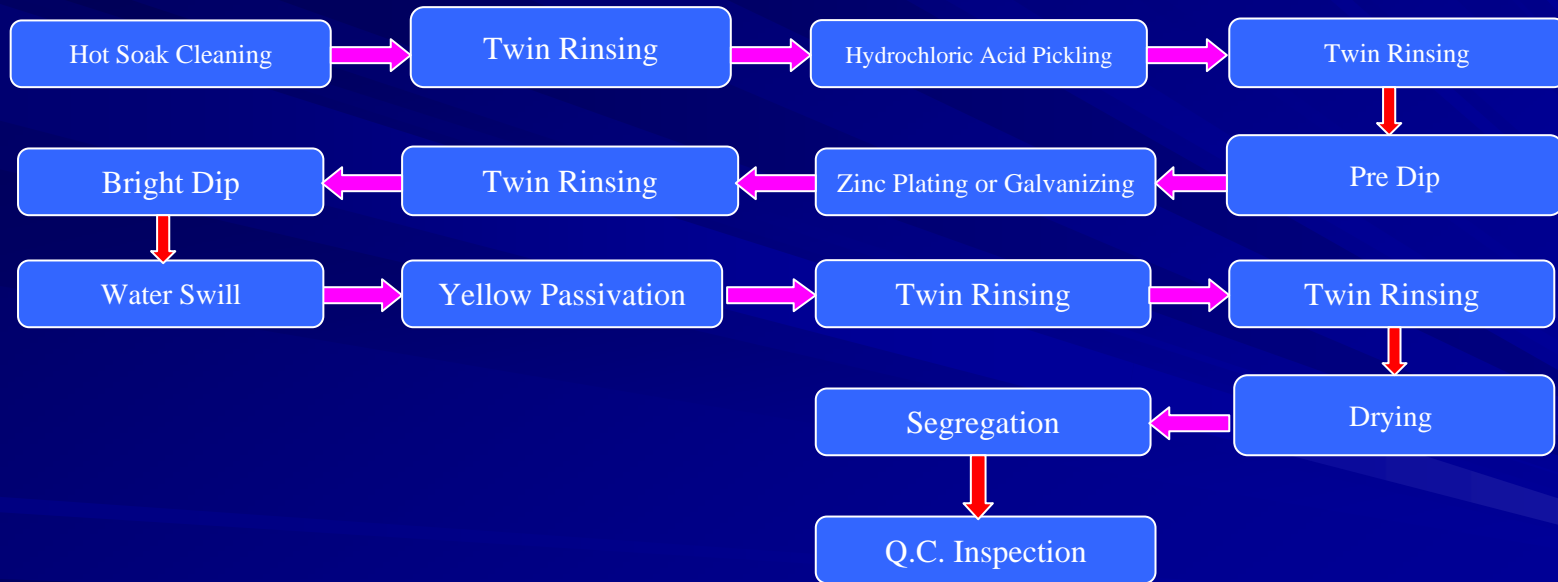 Hot Soak Cleaning
Twin Rinsing
Hydrochloric Acid Pickling
Twin Rinsing
Pre Dip
Zinc Plating or Galvanizing
Twin Rinsing
Bright Dip
Water Swill
Yellow Passivation
Twin Rinsing
Twin Rinsing
Drying
Segregation
Q.C. Inspection